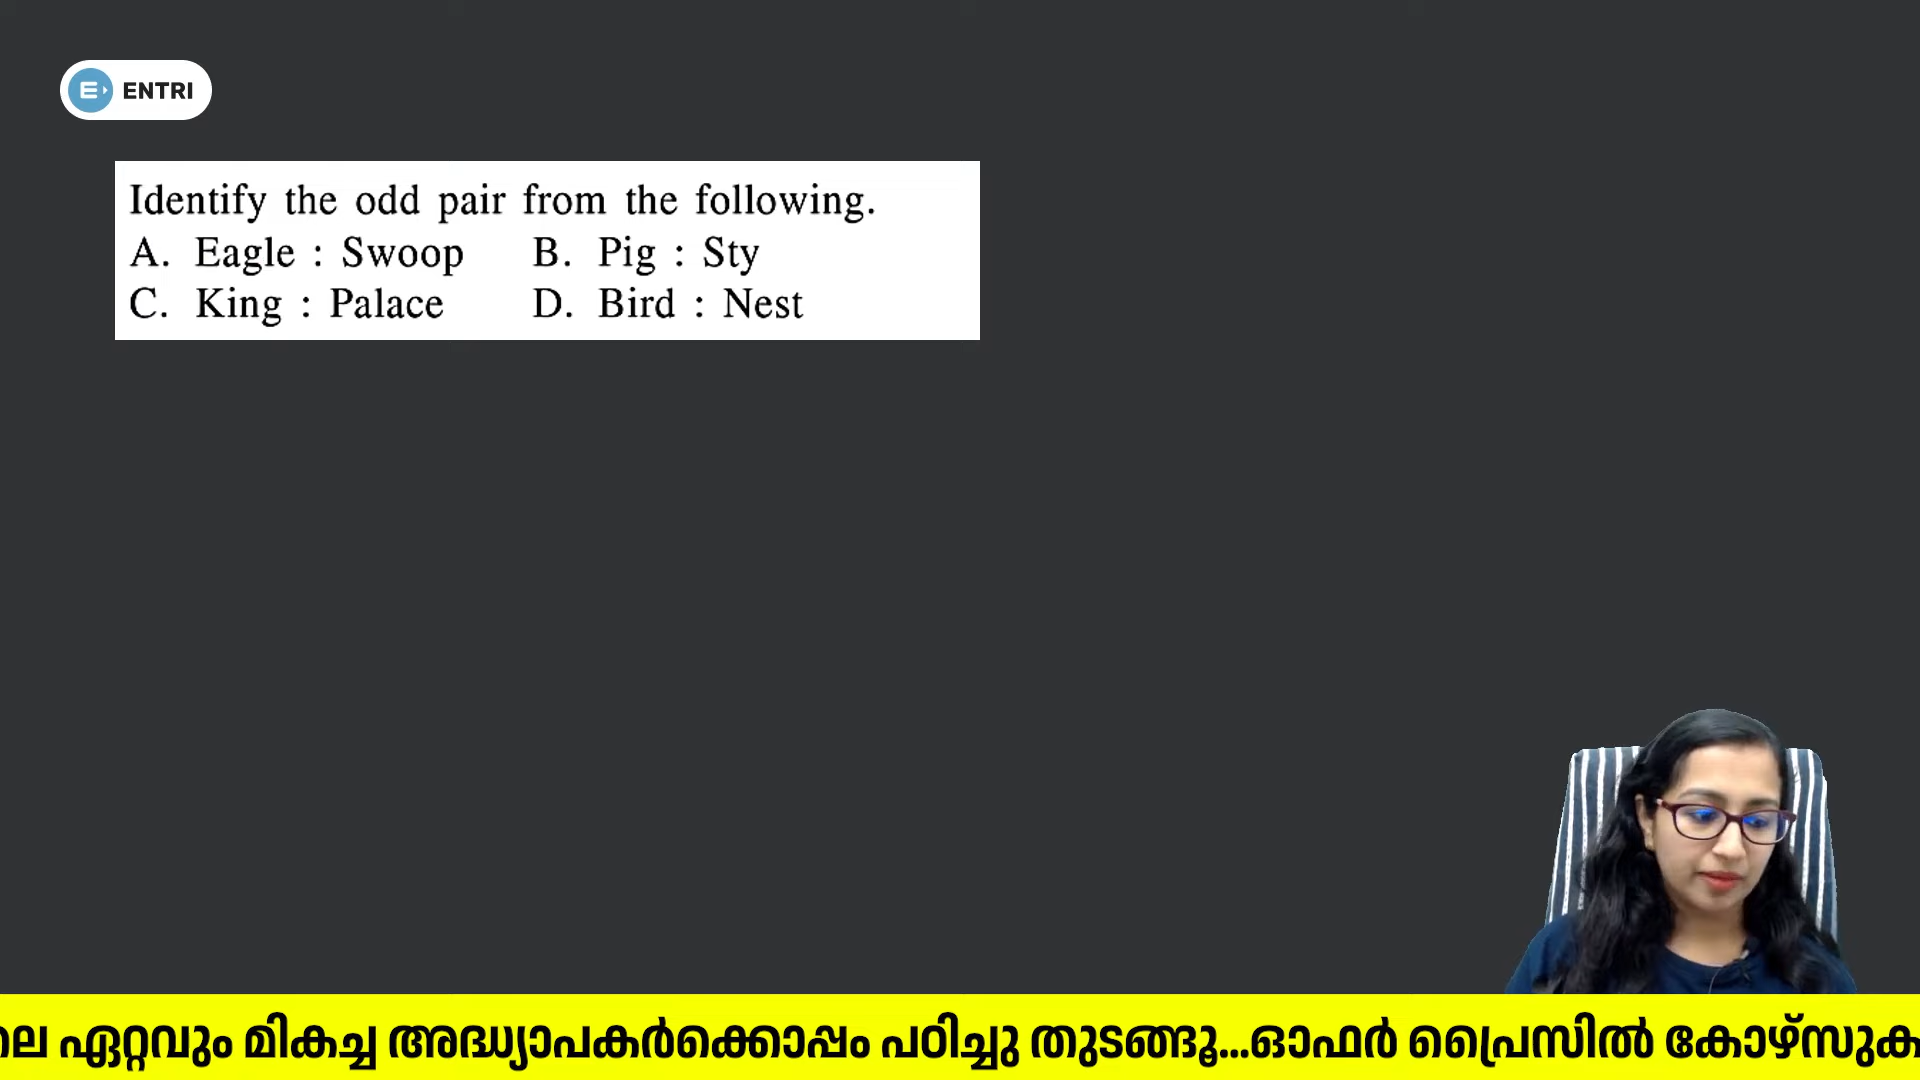 ENTRI
Identify the odd pair from the following.
A. Eagle : Swoop B. Pig : Sty
C. King : Palace D. Bird : Nest
ഏറ്റവും മികച്ച അദ്ധ്യാപകർക്കൊപ്പം പഠിച്ചു തുടങ്ങൂ...ഓഫർ പ്രൈസിൽ